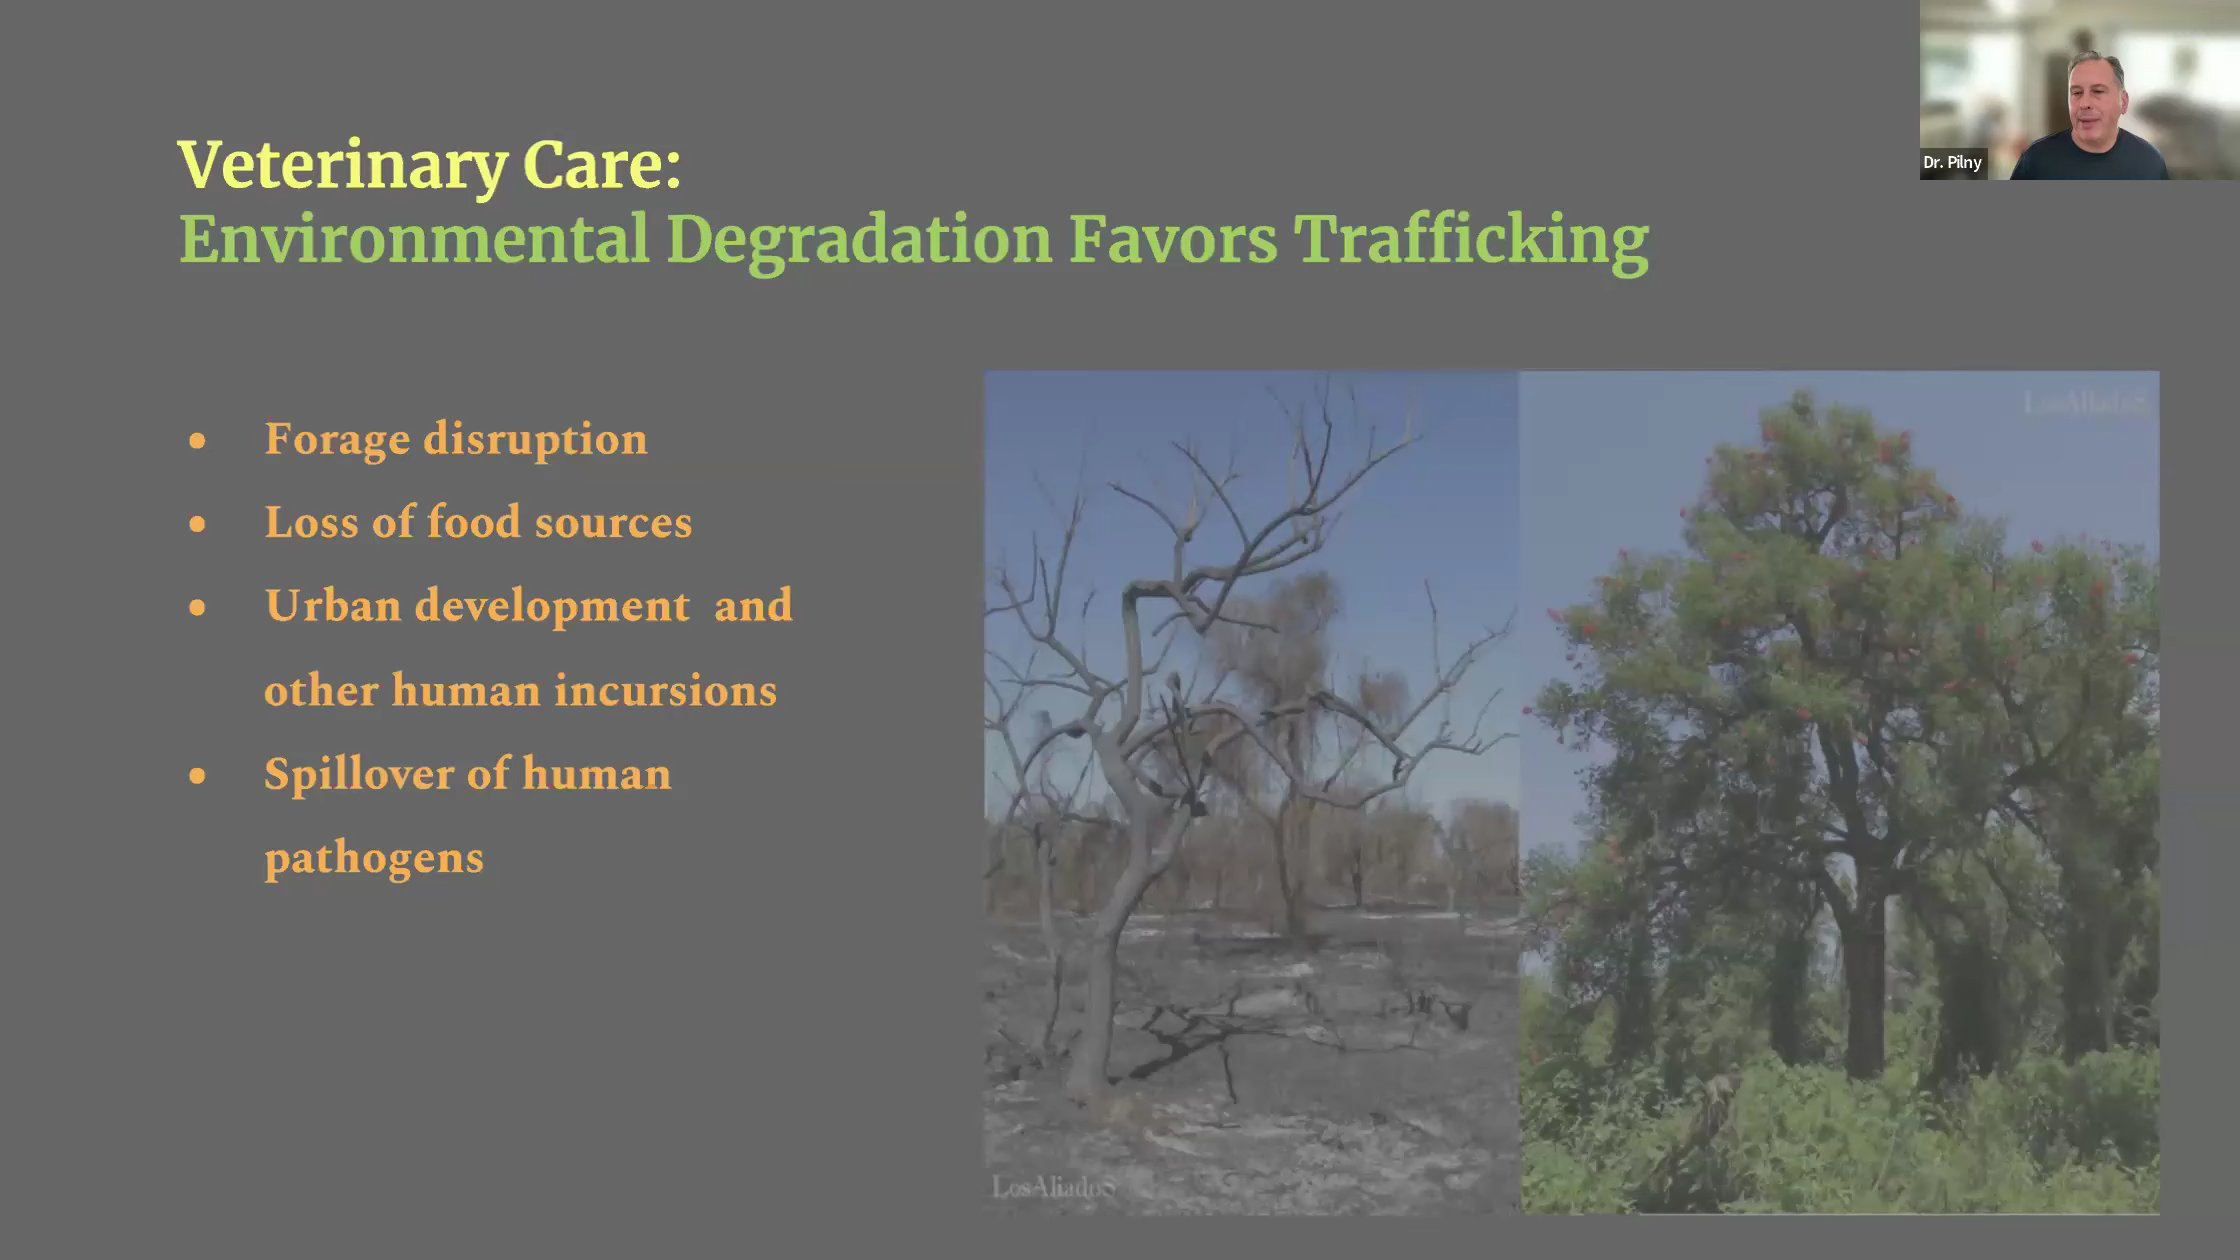 Dr. Pilny
Veterinary Care:
Environmental Degradation Favors Trafficking
• Forage disruption
• Loss of food sources
• Urban development  and
other human incursions
• Spillover of human
pathogens
LosAliadoS
LosAliadoS